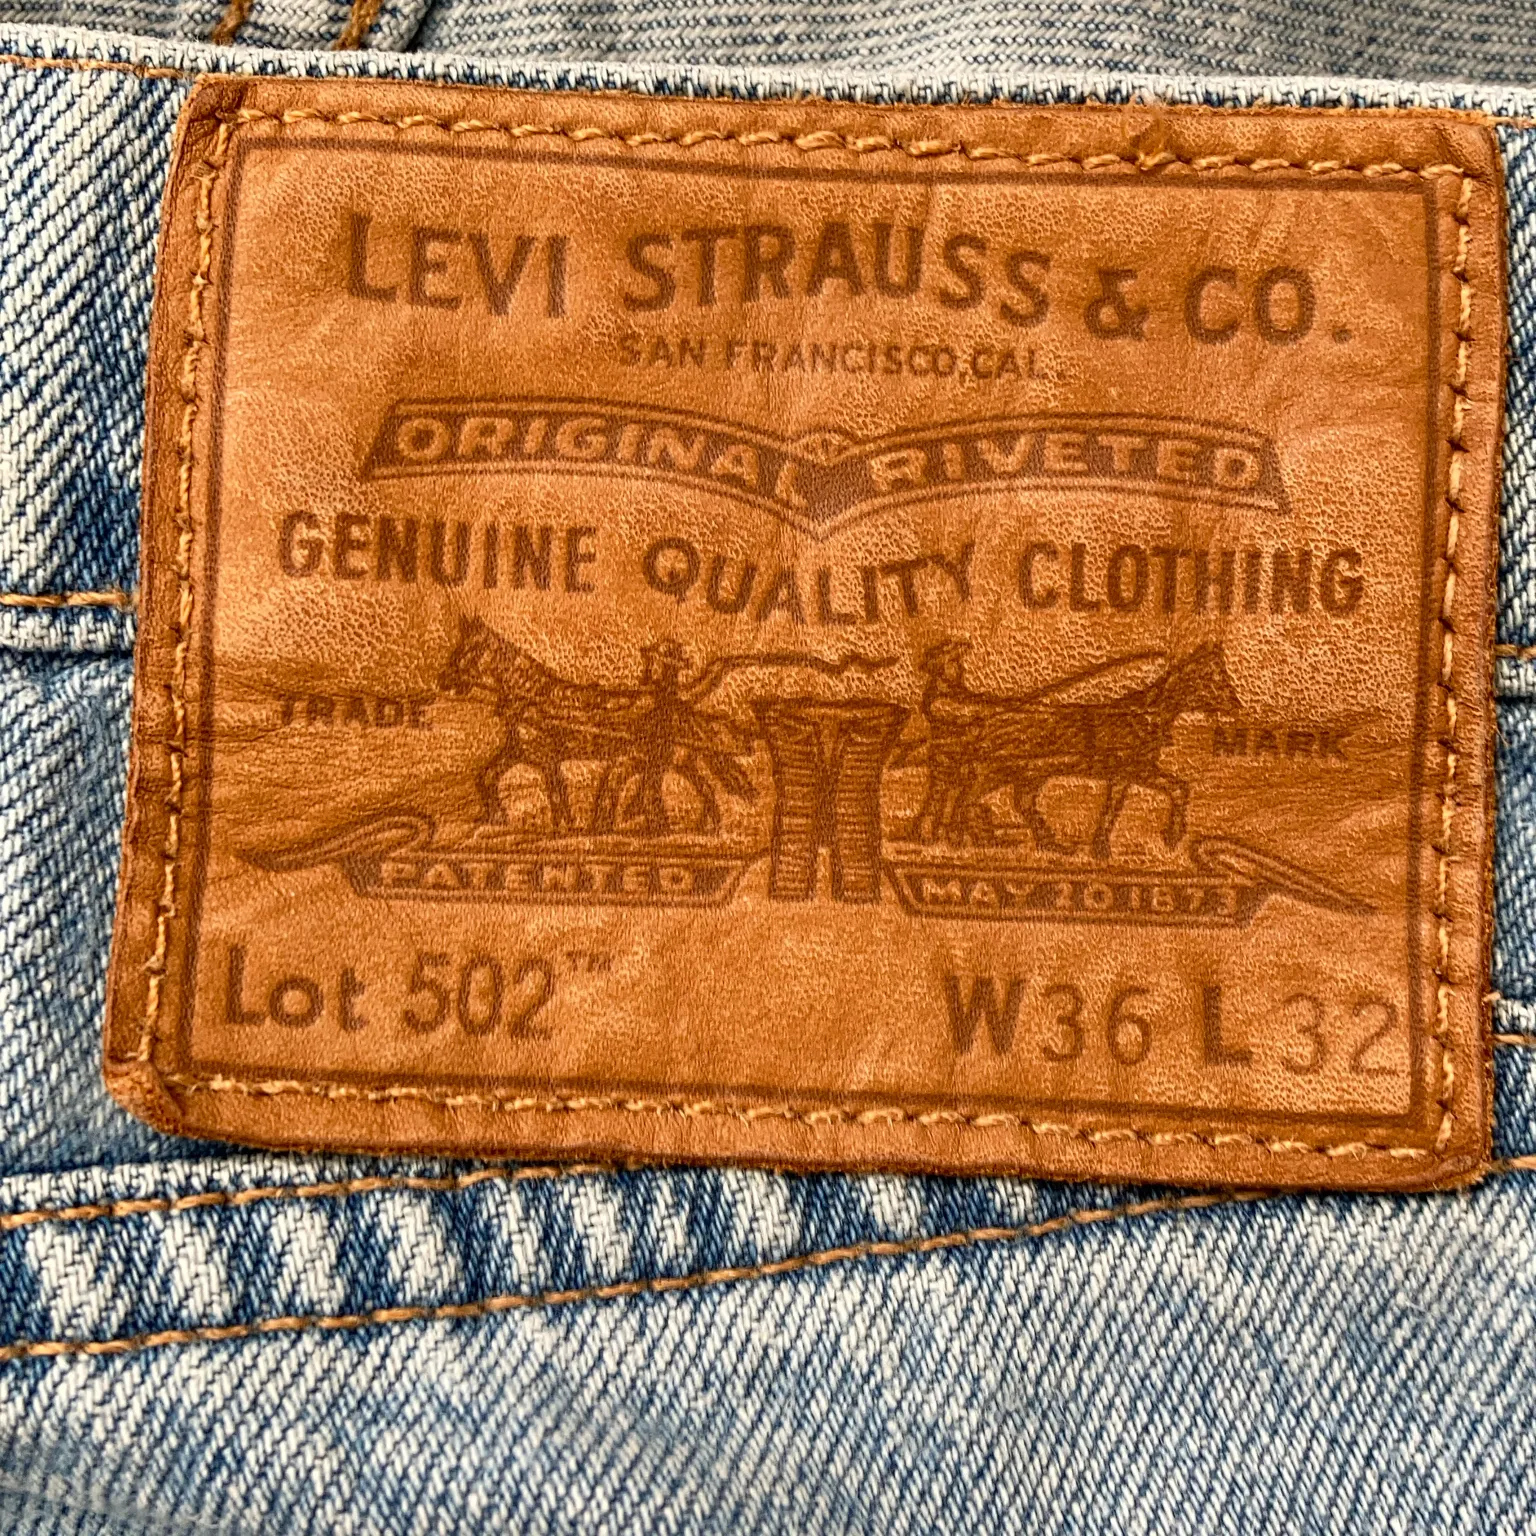 LEVI STRAUSS & CO.
SAN FRANCISCO, CAL.
ORIGINAL RIVETED
GENUINE QUALITY CLOTHING
TRADE MARK
PATENTED MAY 20 1873
Lot 502™ W36 L 32